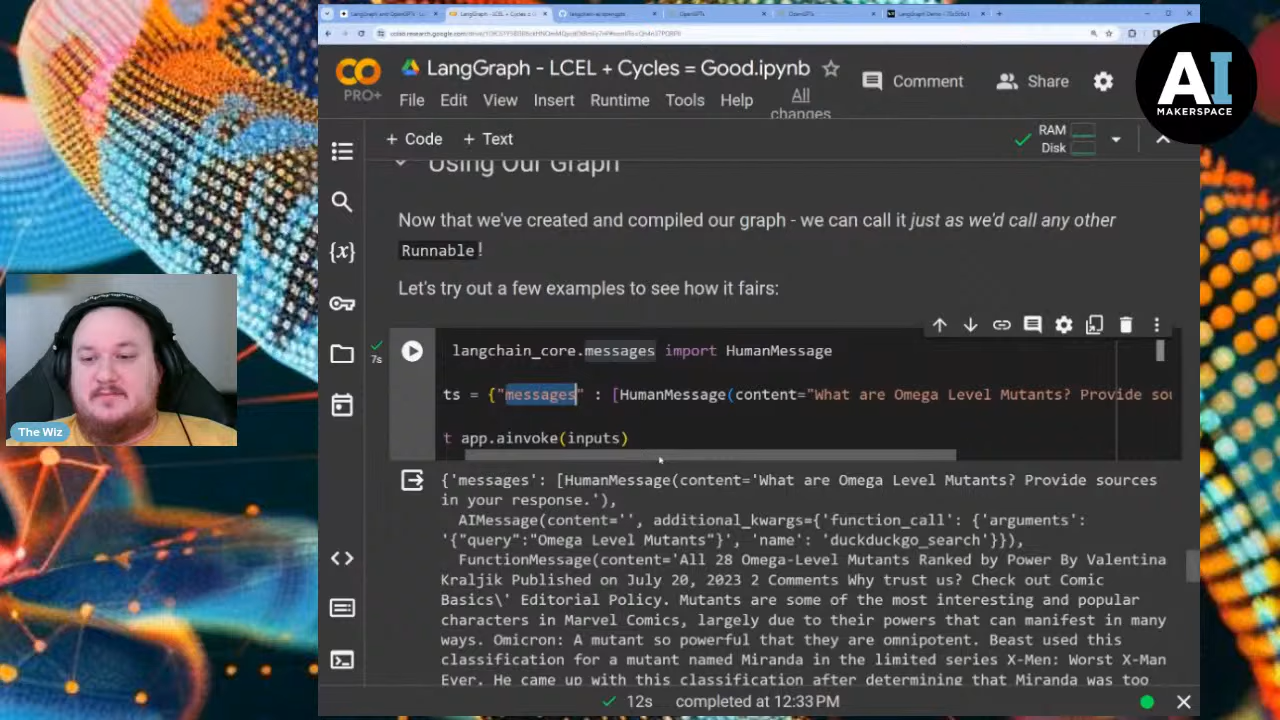 LangGraph - LCEL + Cycles = Good.ipynb
CO
PRO+
File Edit View Insert Runtime Tools Help All changes
Comment
Share
AI
MAKERSPACE
+ Code + Text
RAM
Disk
Using Our Graph
Now that we've created and compiled our graph - we can call it just as we'd call any other
Runnable!
Let's try out a few examples to see how it fairs:
{x}
7s
langchain_core.messages import HumanMessage
ts = {"messages" : [HumanMessage(content="What are Omega Level Mutants? Provide sou
t app.ainvoke(inputs)
{'messages': [HumanMessage(content='What are Omega Level Mutants? Provide sources
in your response.'),
AIMessage(content='', additional_kwargs={'function_call': {'arguments':
'{"query":"Omega Level Mutants"}', 'name': 'duckduckgo_search'}}),
FunctionMessage(content='All 28 Omega-Level Mutants Ranked by Power By Valentina
Kraljik Published on July 20, 2023 2 Comments Why trust us? Check out Comic
Basics\' Editorial Policy. Mutants are some of the most interesting and popular
characters in Marvel Comics, largely due to their powers that can manifest in many
ways. Omicron: A mutant so powerful that they are omnipotent. Beast used this
classification for a mutant named Miranda in the limited series X-Men: Worst X-Man
Ever. He came up with this classification after determining that Miranda was too
12s completed at 12:33 PM
The Wiz